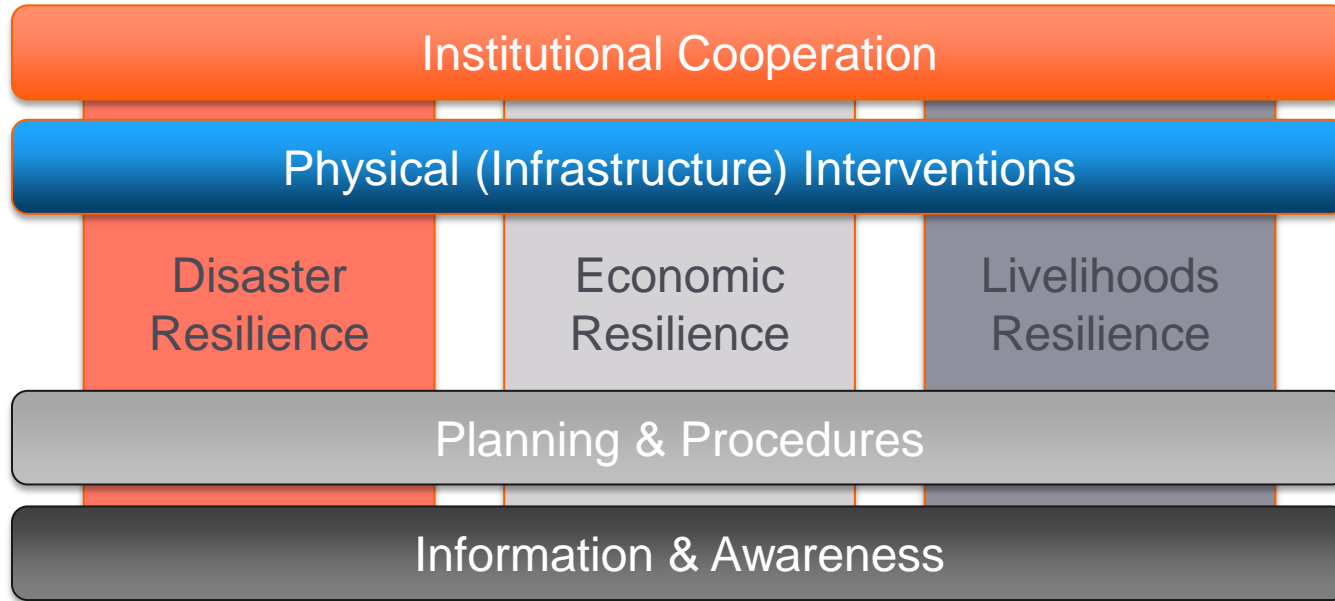 Institutional Cooperation
Physical (Infrastructure) Interventions
Disaster
Resilience
Economic
Resilience
Livelihoods
Resilience
Planning & Procedures
Information & Awareness